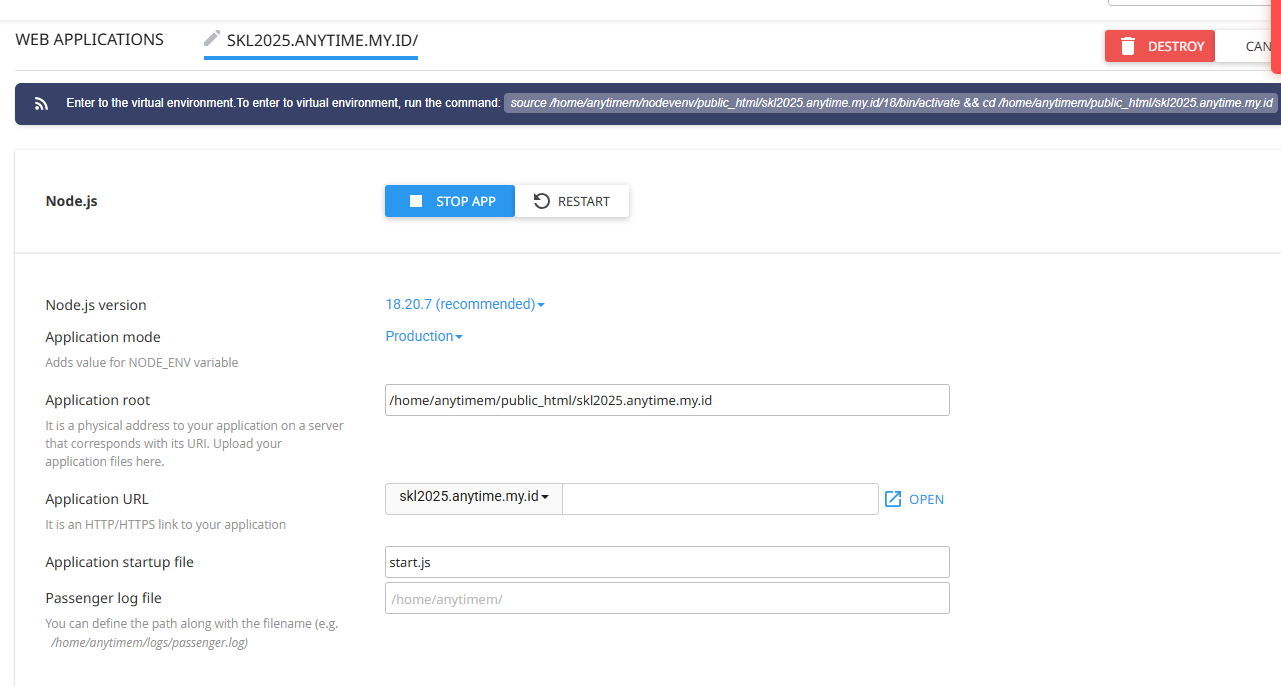 WEB APPLICATIONS
SKL2025.ANYTIME.MY.ID/
DESTROY
CAN
Enter to the virtual environment.To enter to virtual environment, run the command: source /home/anytimem/nodevenv/public_html/skl2025.anytime.my.id/18/bin/activate && cd /home/anytimem/public_html/skl2025.anytime.my.id
Node.js
STOP APP
RESTART
Node.js version
18.20.7 (recommended)
Application mode
Production
Adds value for NODE_ENV variable
Application root
/home/anytimem/public_html/skl2025.anytime.my.id
It is a physical address to your application on a server
that corresponds with its URI. Upload your
application files here.
Application URL
skl2025.anytime.my.id
OPEN
It is an HTTP/HTTPS link to your application
Application startup file
start.js
Passenger log file
/home/anytimem/
You can define the path along with the filename (e.g.
/home/anytimem/logs/passenger.log)